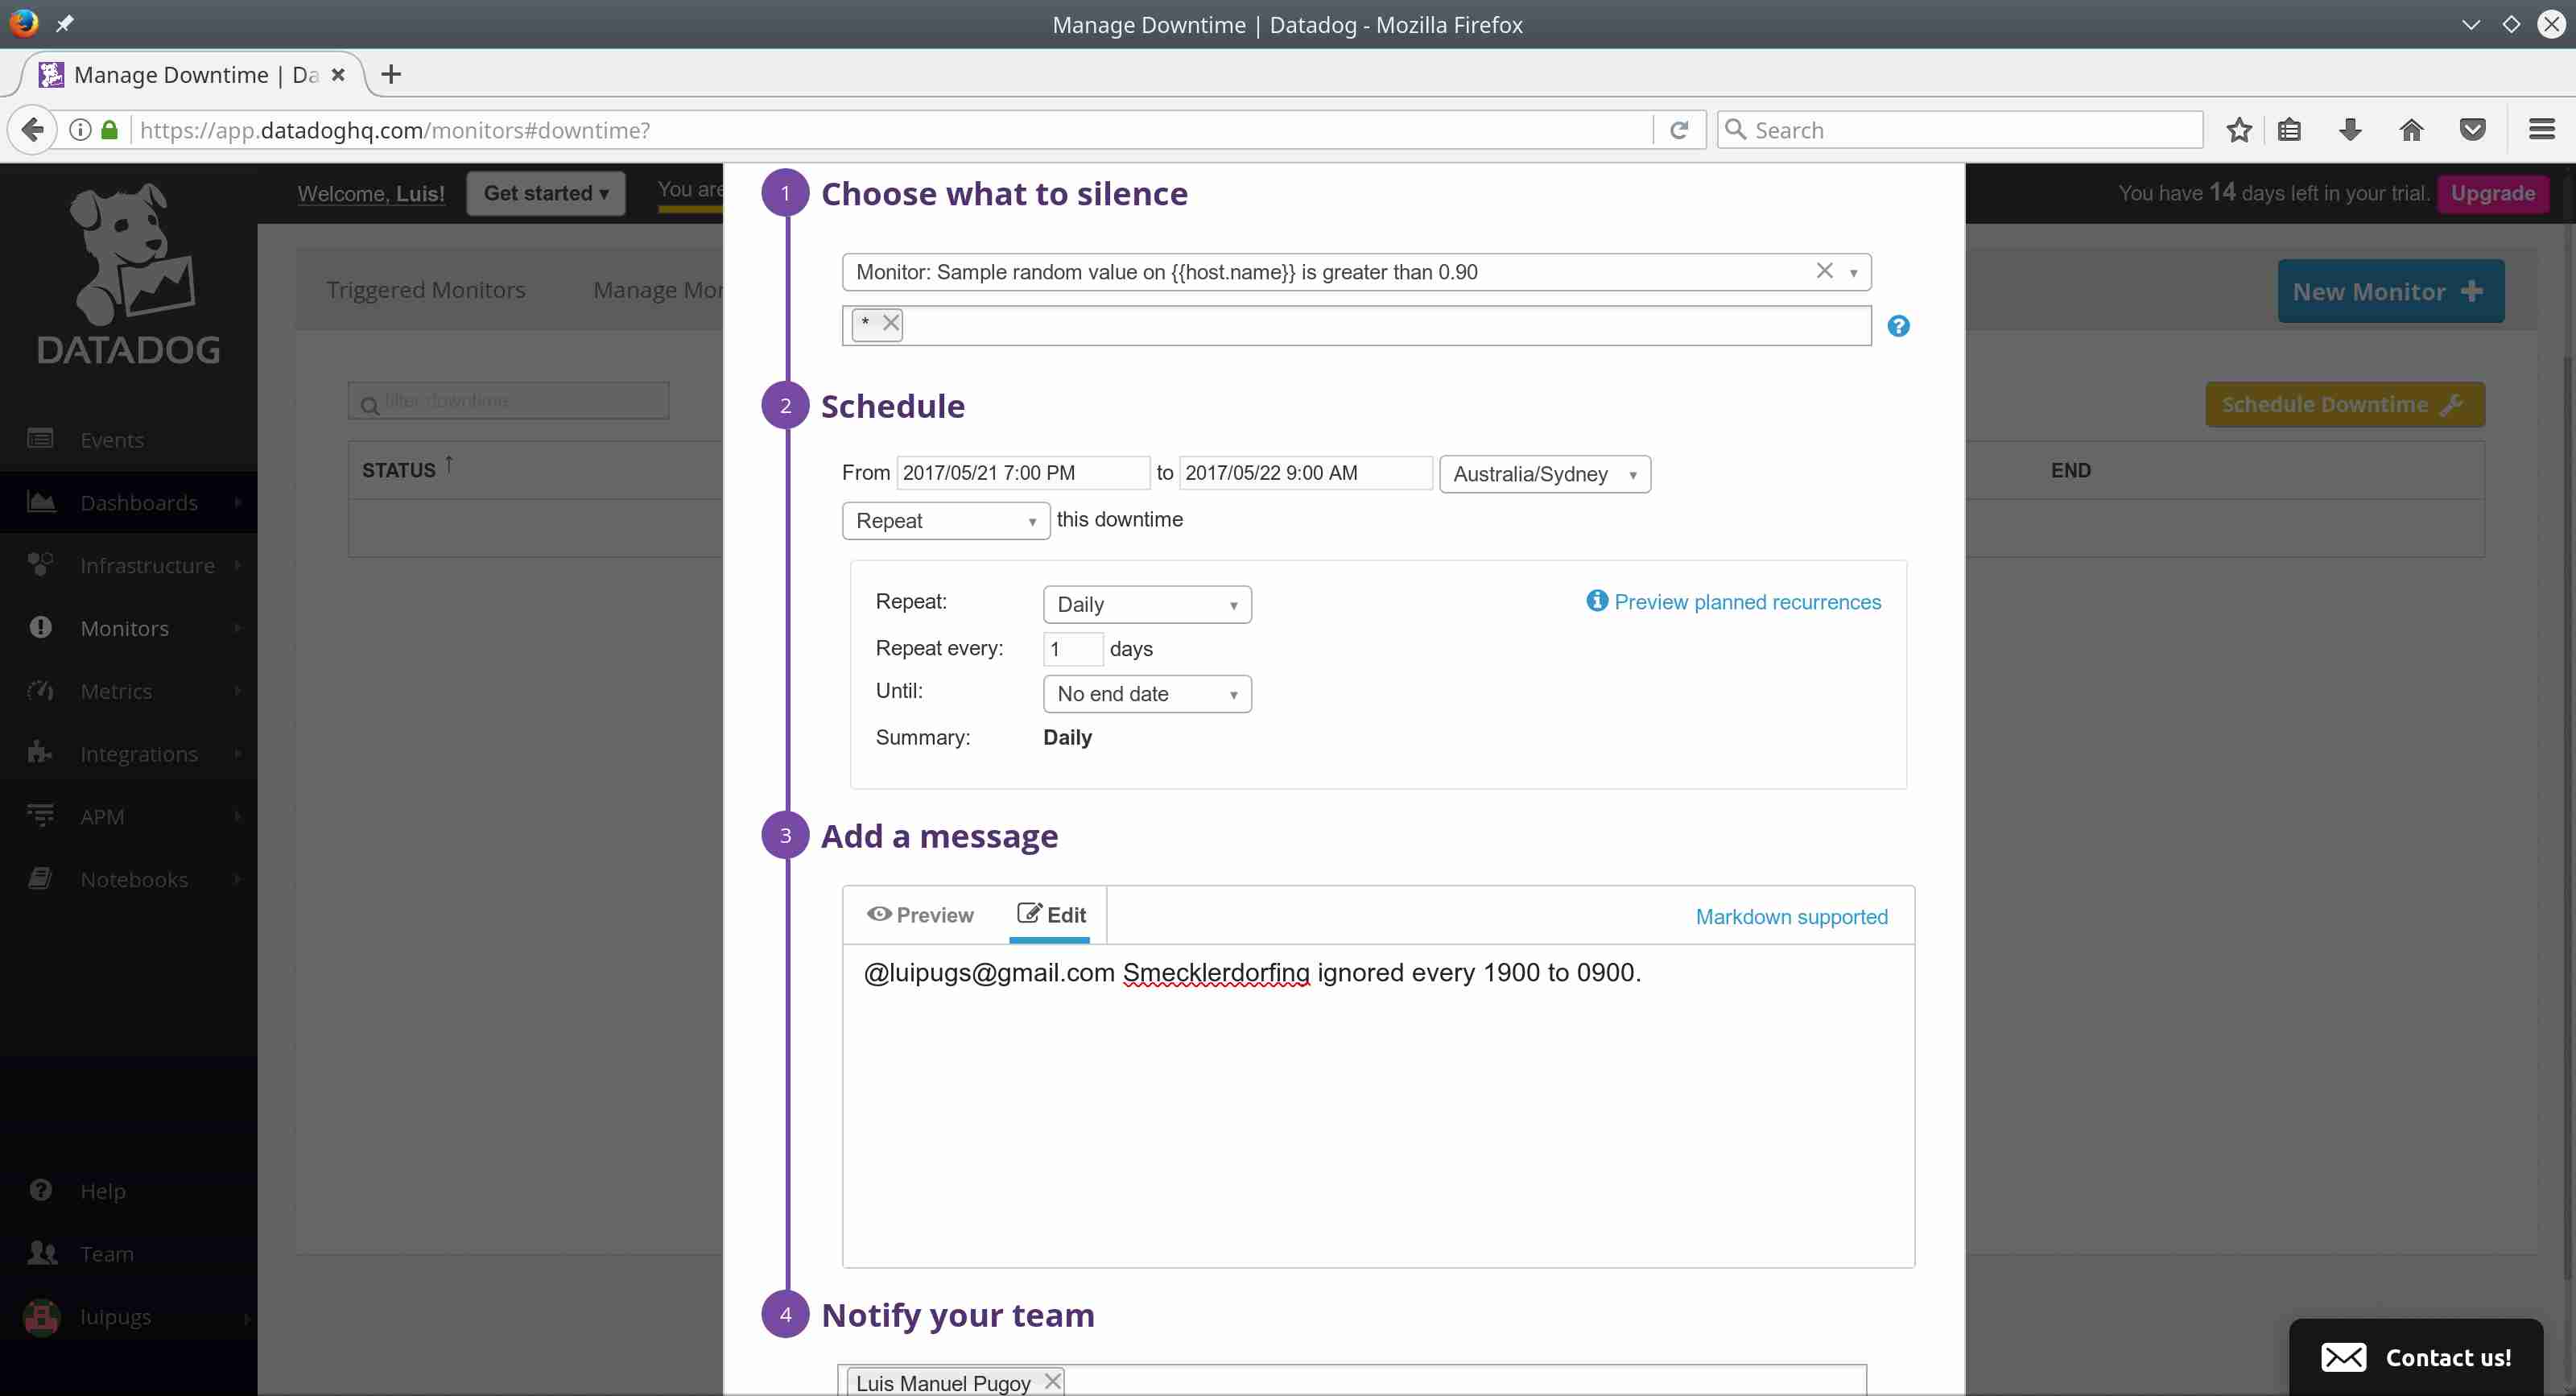 Manage Downtime | Datadog - Mozilla Firefox
Manage Downtime | Da
https://app.datadoghq.com/monitors#downtime?
Search
DATADOG
Welcome, Luis!
Get started ▾
You are
You have 14 days left in your trial.
Upgrade
Triggered Monitors
Manage Mon
New Monitor +
filter downtime
Schedule Downtime
STATUS ↑
END
Events
Dashboards
Infrastructure
Monitors
Metrics
Integrations
APM
Notebooks
Help
Team
luipugs
1 Choose what to silence
Monitor: Sample random value on {{host.name}} is greater than 0.90
*
2 Schedule
From 2017/05/21 7:00 PM to 2017/05/22 9:00 AM Australia/Sydney
Repeat this downtime
Repeat: Daily
Preview planned recurrences
Repeat every: 1 days
Until: No end date
Summary: Daily
3 Add a message
Preview Edit Markdown supported
@luipugs@gmail.com Smecklerdorfing ignored every 1900 to 0900.
4 Notify your team
Luis Manuel Pugoy
Contact us!